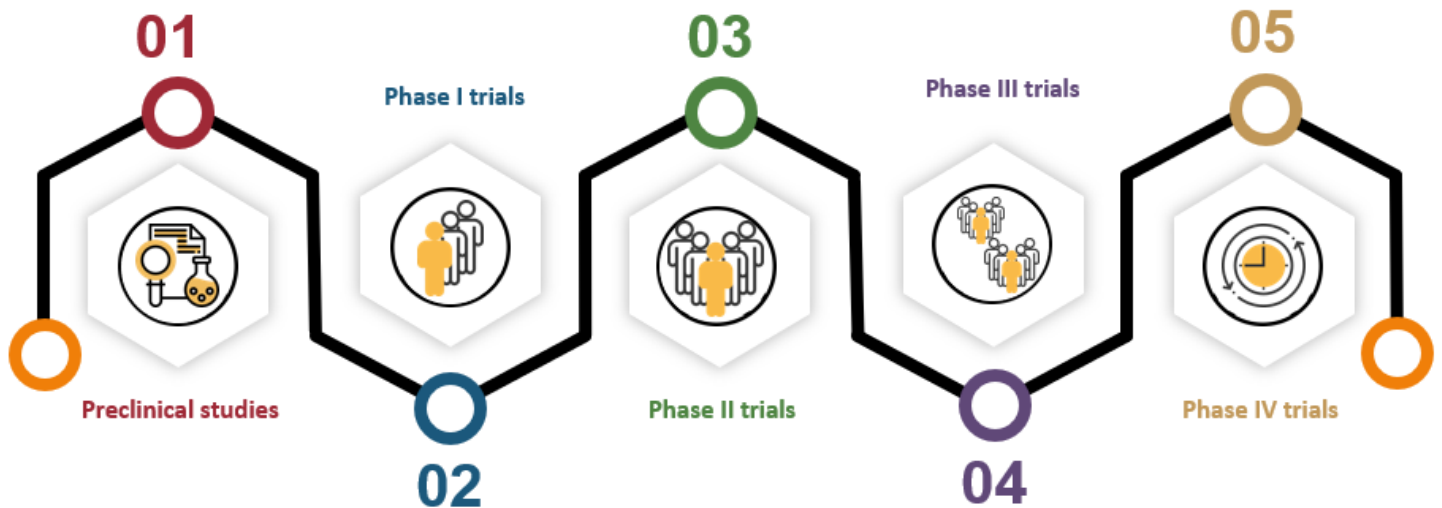 01
Preclinical studies
Phase I trials
02
03
Phase II trials
Phase III trials
04
05
Phase IV trials